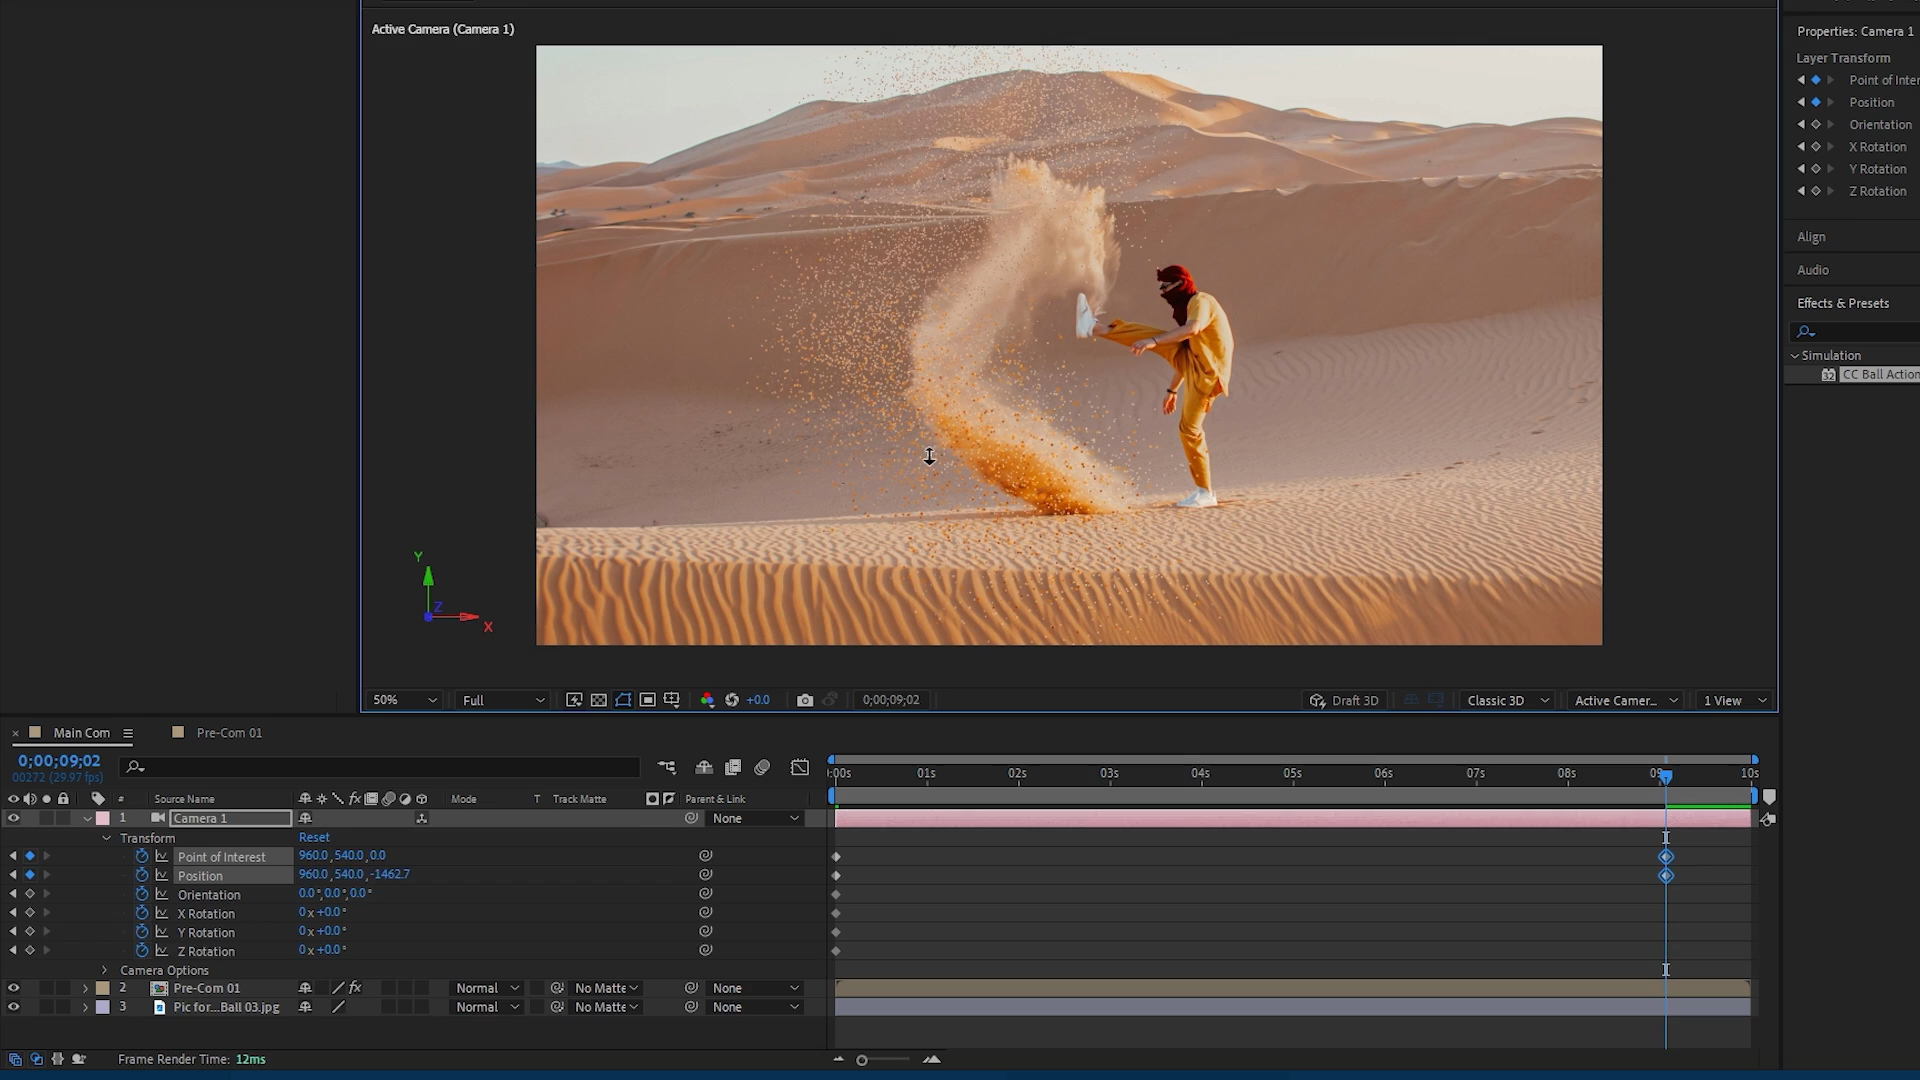 Active Camera (Camera 1)
Y
Z
X
50%
Full
+0.0
0;00;09;02
Draft 3D
Classic 3D
Active Camer...
1 View
Properties: Camera 1
Layer Transform
Point of Inter
Position
Orientation
X Rotation
Y Rotation
Z Rotation
Align
Audio
Effects & Presets
Simulation
32 CC Ball Action
Main Com
Pre-Com 01
0;00;09;02
00272 (29.97 fps)
:00s 01s 02s 03s 04s 05s 06s 07s 08s 09 10s
# Source Name fx Mode T Track Matte Parent & Link
1 Camera 1 None
Transform Reset
Point of Interest 960.0,540.0,0.0
Position 960.0,540.0,-1462.7
Orientation 0.0°,0.0°,0.0°
X Rotation 0x+0.0°
Y Rotation 0x+0.0°
Z Rotation 0x+0.0°
Camera Options
2 Pre-Com 01 fx Normal No Matte None
3 Pic for...Ball 03.jpg Normal No Matte None
Frame Render Time: 12ms